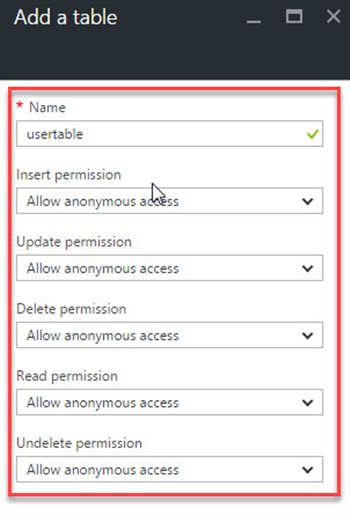 Add a table
* Name
usertable
Insert permission
Allow anonymous access
Update permission
Allow anonymous access
Delete permission
Allow anonymous access
Read permission
Allow anonymous access
Undelete permission
Allow anonymous access